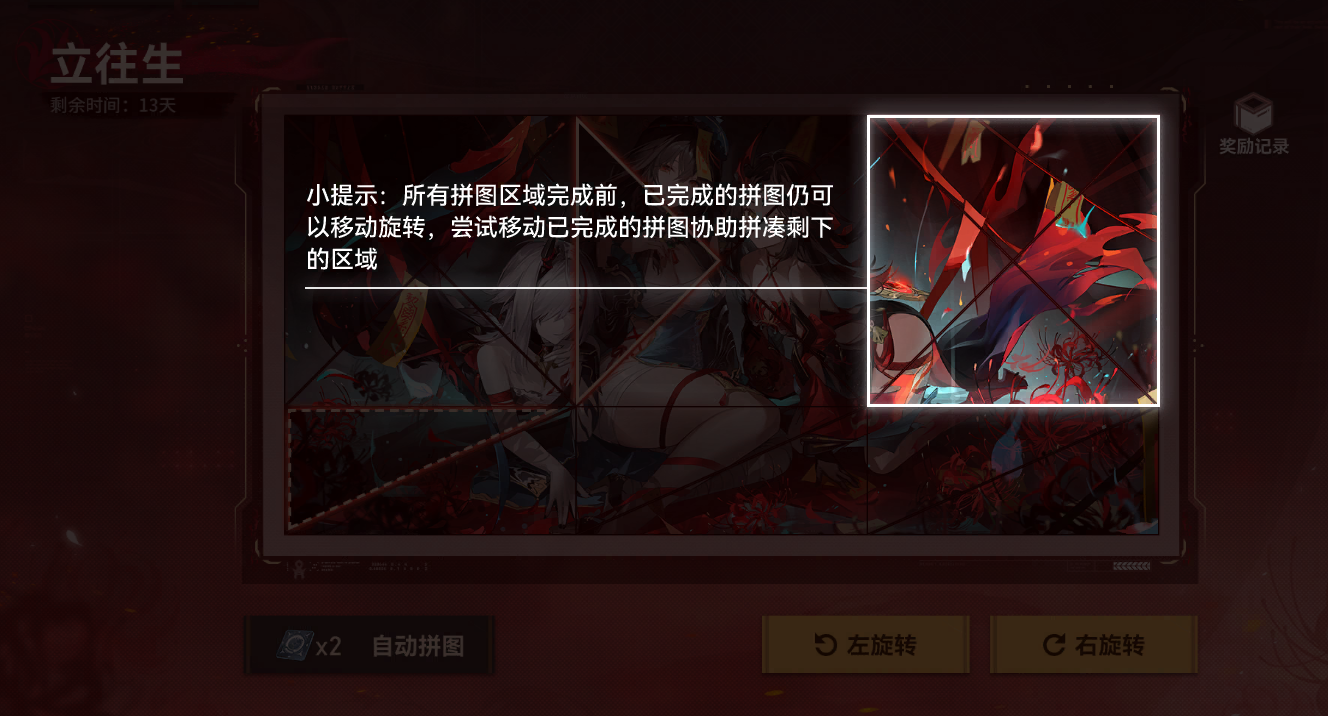 立往生
剩余时间：13天
奖励记录
小提示：所有拼图区域完成前，已完成的拼图仍可
以移动旋转，尝试移动已完成的拼图协助拼凑剩下
的区域
x2
自动拼图
左旋转
右旋转